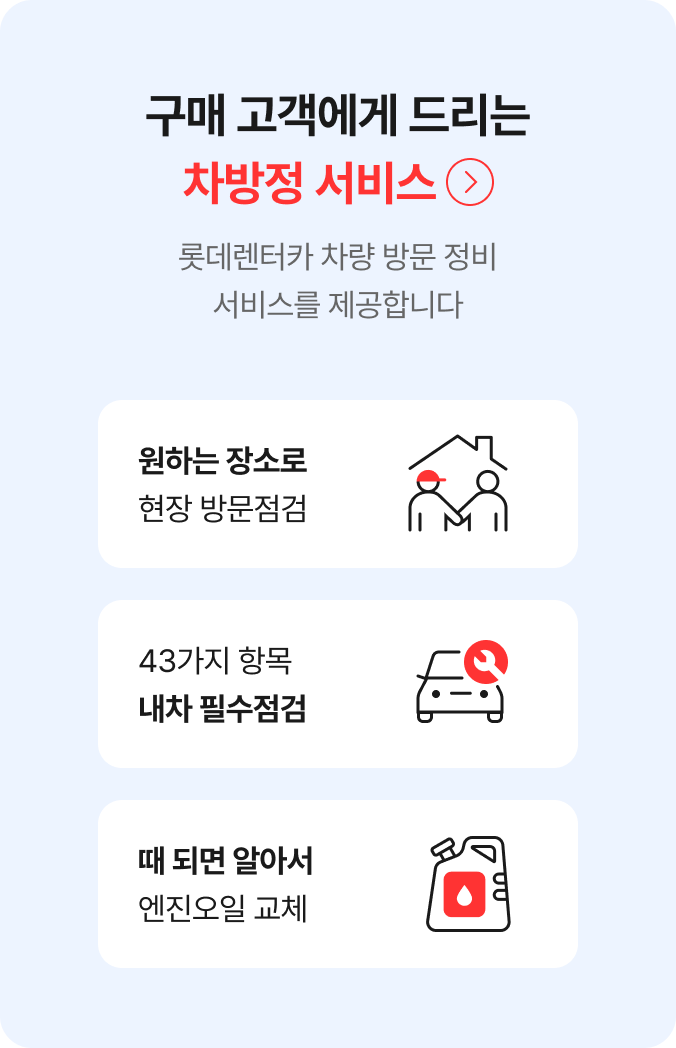 구매 고객에게 드리는
차방정 서비스
롯데렌터카 차량 방문 정비
서비스를 제공합니다
원하는 장소로
현장 방문점검
43가지 항목
내차 필수점검
때 되면 알아서
엔진오일 교체